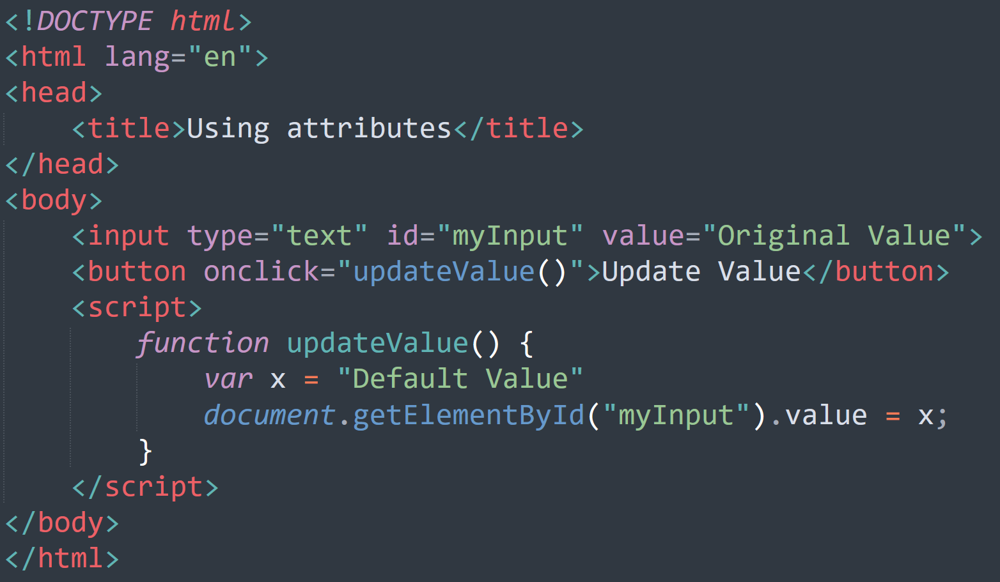 <!DOCTYPE html>
<html lang="en">
<head>
    <title>Using attributes</title>
</head>
<body>
    <input type="text" id="myInput" value="Original Value">
    <button onclick="updateValue()">Update Value</button>
    <script>
        function updateValue() {
            var x = "Default Value"
            document.getElementById("myInput").value = x;
        }
    </script>
</body>
</html>